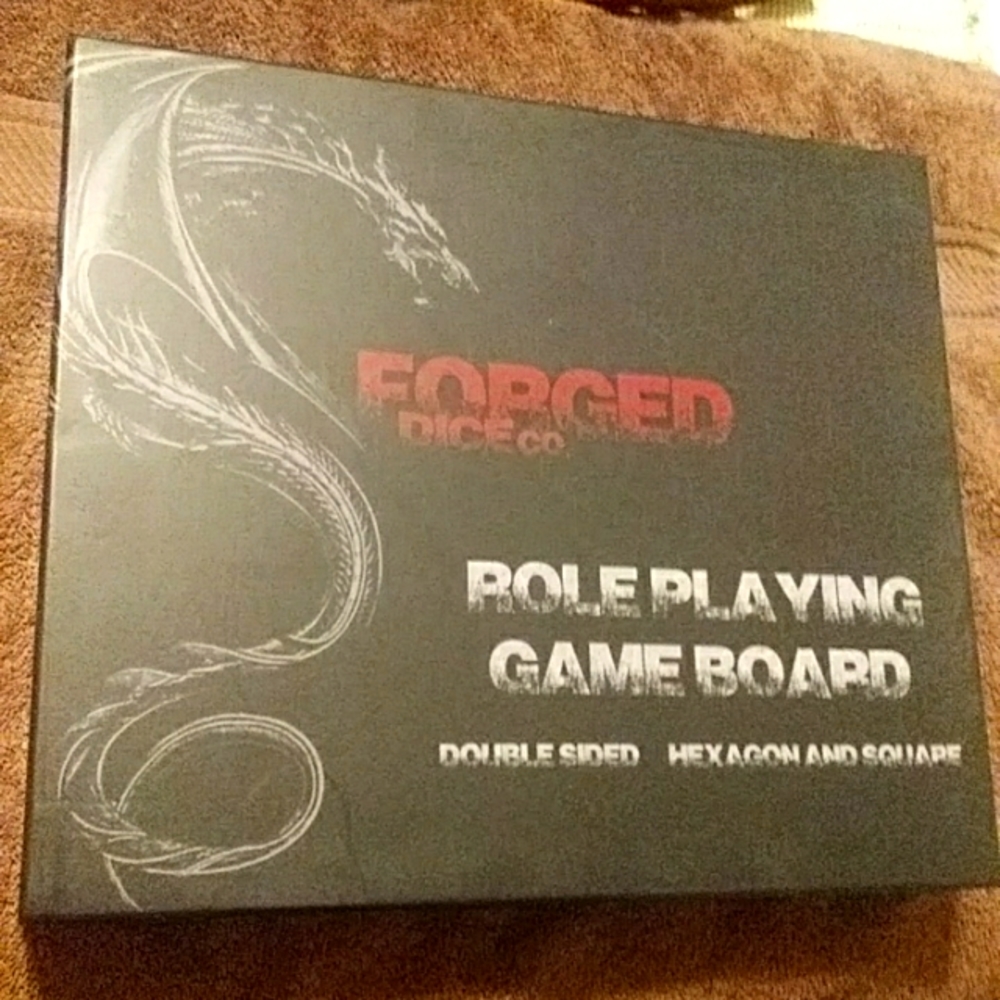 FORGED
DICE CO
ROLE PLAYING
GAME BOARD
DOUBLE SIDED HEXAGON AND SQUARE